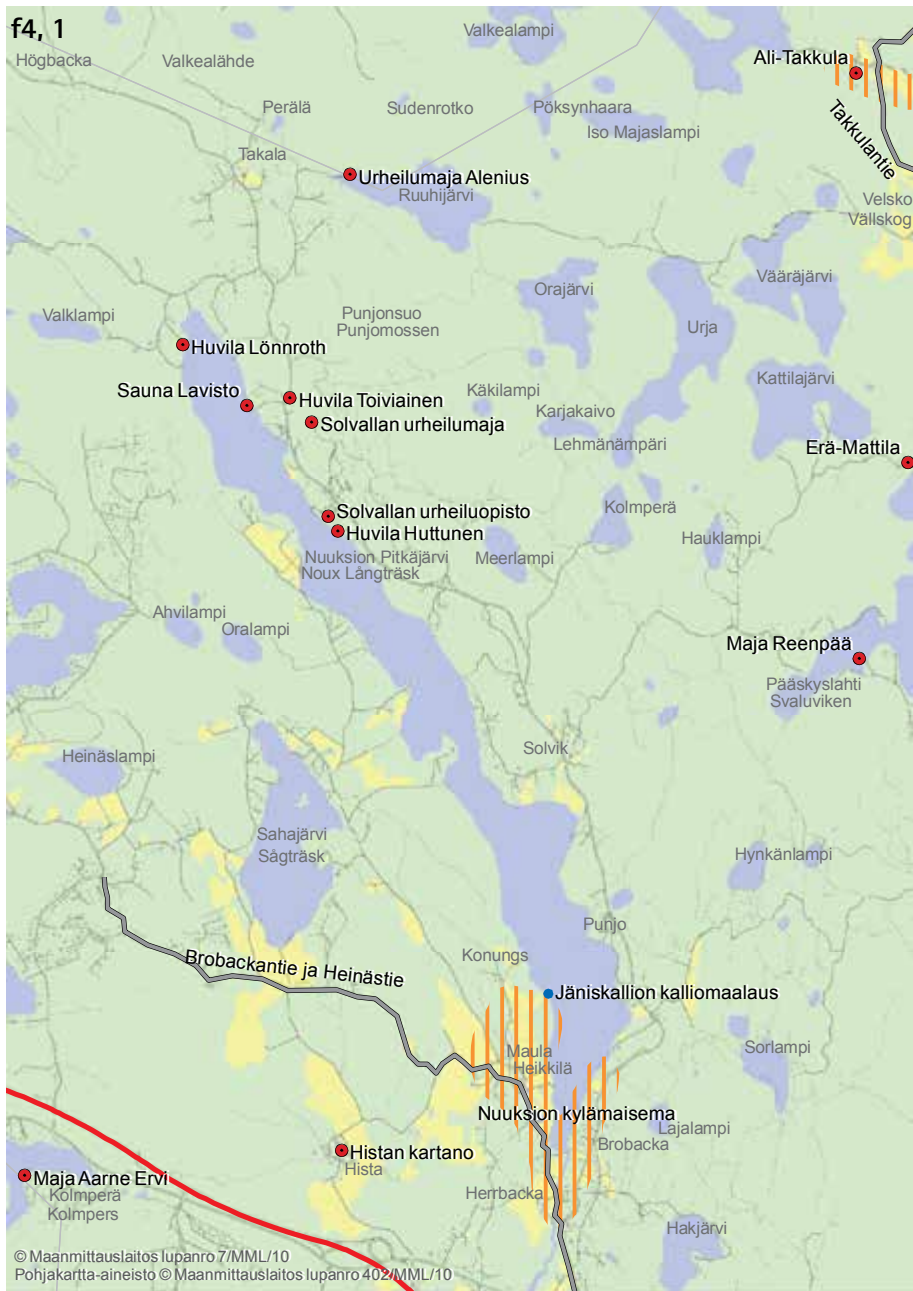 f4, 1
Högbacka
Valkealähde
Valkealampi
Ali-Takkula
Takkulantie
Perälä
Sudenrotko
Pöksynhaara
Iso Majaslampi
Takala
Urheilumaja Alenius
Ruuhijärvi
Velsko
Vällskog
Vääräjärvi
Orajärvi
Valklampi
Punjonsuo
Punjomossen
Urja
Huvila Lönnroth
Kattilajärvi
Sauna Lavisto
Huvila Toiviainen
Käkilampi
Karjakaivo
Solvallan urheilumaja
Lehmänämpäri
Erä-Mattila
Solvallan urheiluopisto
Kolmperä
Huvila Huttunen
Hauklampi
Nuuksion Pitkäjärvi
Noux Långträsk
Meerlampi
Ahvilampi
Oralampi
Maja Reenpää
Pääskyslahti
Svaluviken
Solvik
Heinäslampi
Sahajärvi
Sågträsk
Hynkänlampi
Punjo
Konungs
Brobackantie ja Heinästie
Jäniskallion kalliomaalaus
Maula
Heikkilä
Sorlampi
Nuuksion kylämaisema
Lajalampi
Brobacka
Histan kartano
Hista
Maja Aarne Ervi
Kolmperä
Kolmpers
Herrbacka
Hakjärvi
© Maanmittauslaitos lupanro 7/MML/10
Pohjakartta-aineisto © Maanmittauslaitos lupanro 402/MML/10